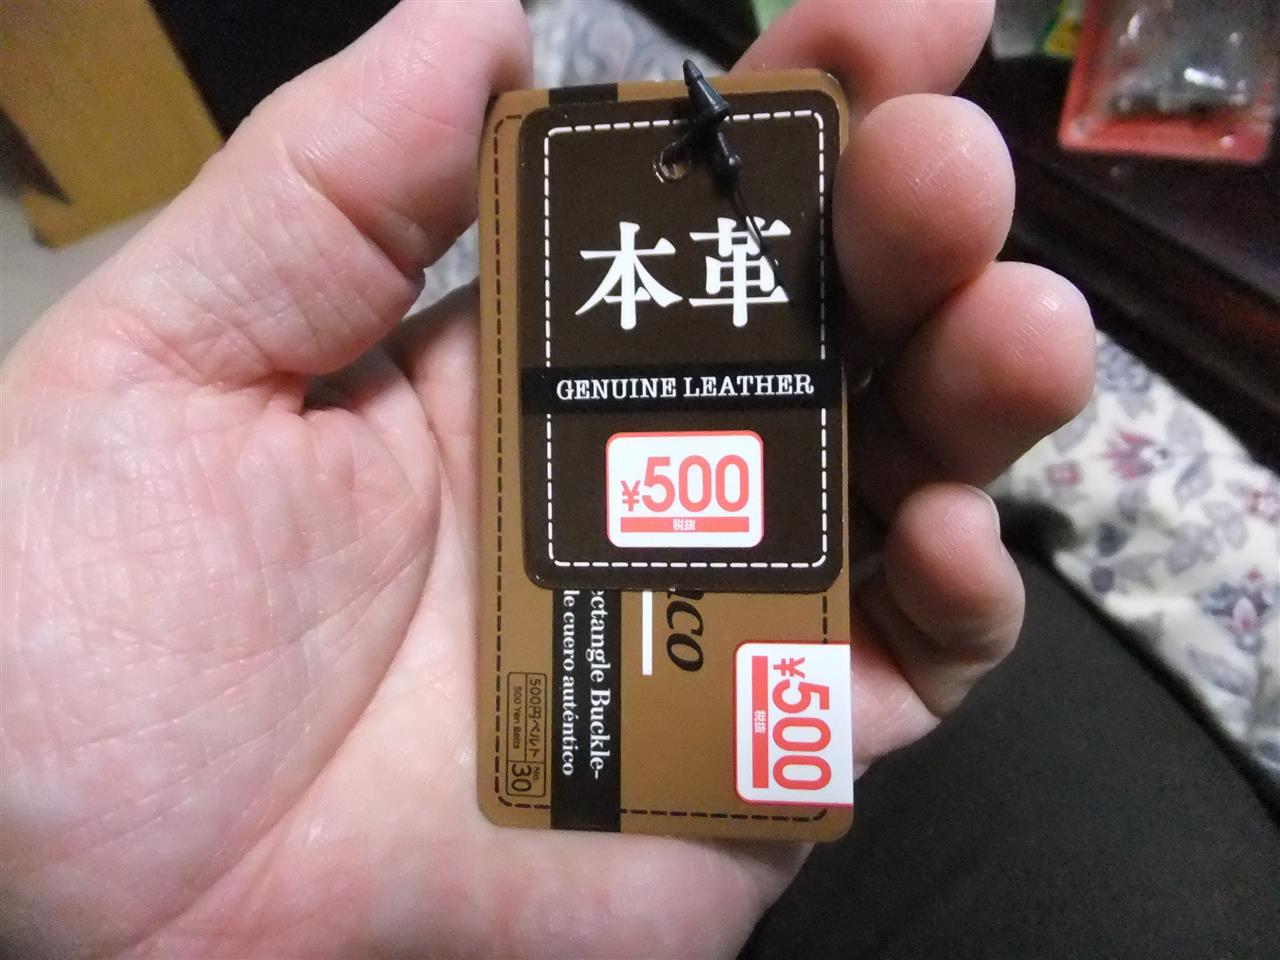 本革
GENUINE LEATHER
¥500
税抜
ectangle Buckle-
le cuero auténtico
co
¥500
税抜
500円ベルト
500 Yen Belts
No.
30